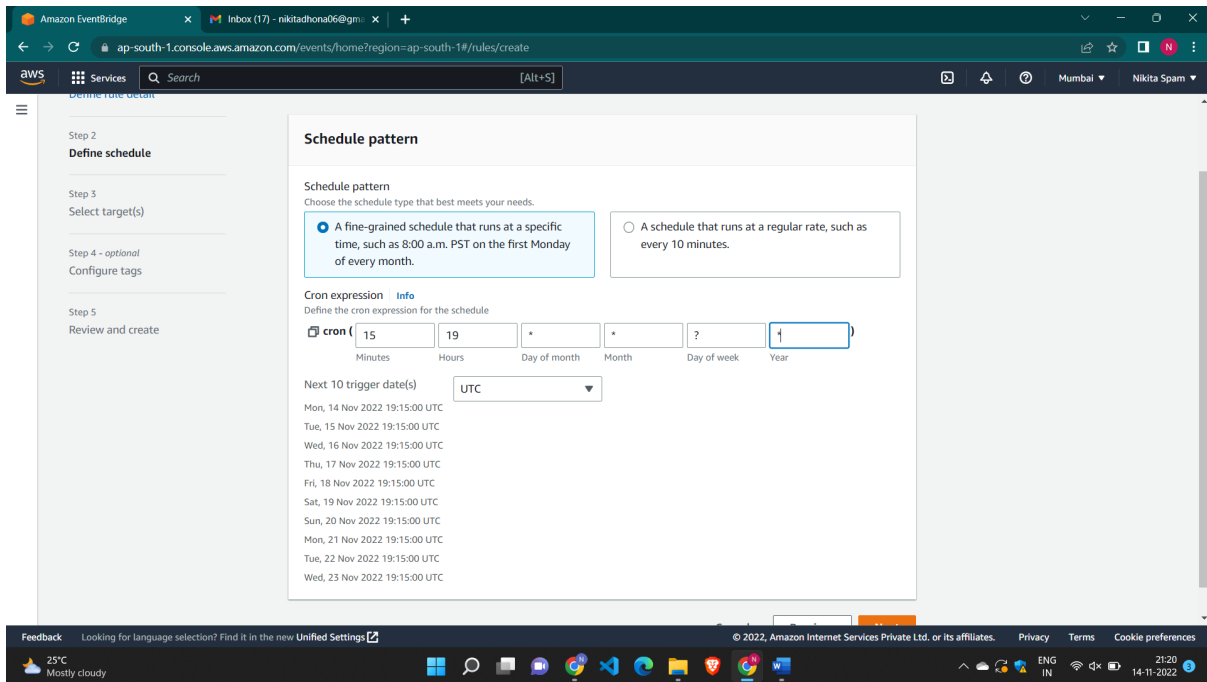 Amazon EventBridge
Inbox (17) - nikitadhona06@gma
ap-south-1.console.aws.amazon.com/events/home?region=ap-south-1#/rules/create
N
aws
Services
Search
[Alt+S]
Mumbai
Nikita Spam
Define rule detail
Step 2
Define schedule
Step 3
Select target(s)
Step 4 - optional
Configure tags
Step 5
Review and create
Schedule pattern
Schedule pattern
Choose the schedule type that best meets your needs.
A fine-grained schedule that runs at a specific
time, such as 8:00 a.m. PST on the first Monday
of every month.
A schedule that runs at a regular rate, such as
every 10 minutes.
Cron expression Info
Define the cron expression for the schedule
cron ( 15 19 * * ? * )
Minutes Hours Day of month Month Day of week Year
Next 10 trigger date(s) UTC
Mon, 14 Nov 2022 19:15:00 UTC
Tue, 15 Nov 2022 19:15:00 UTC
Wed, 16 Nov 2022 19:15:00 UTC
Thu, 17 Nov 2022 19:15:00 UTC
Fri, 18 Nov 2022 19:15:00 UTC
Sat, 19 Nov 2022 19:15:00 UTC
Sun, 20 Nov 2022 19:15:00 UTC
Mon, 21 Nov 2022 19:15:00 UTC
Tue, 22 Nov 2022 19:15:00 UTC
Wed, 23 Nov 2022 19:15:00 UTC
Feedback Looking for language selection? Find it in the new Unified Settings
© 2022, Amazon Internet Services Private Ltd. or its affiliates. Privacy Terms Cookie preferences
25°C
Mostly cloudy
ENG
IN
21:20
14-11-2022
3